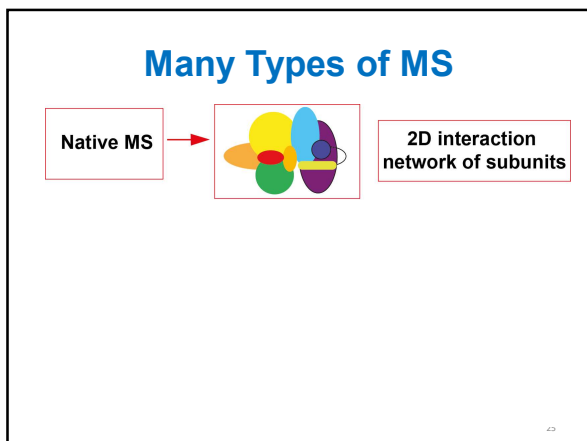 Many Types of MS
Native MS
2D interaction
network of subunits